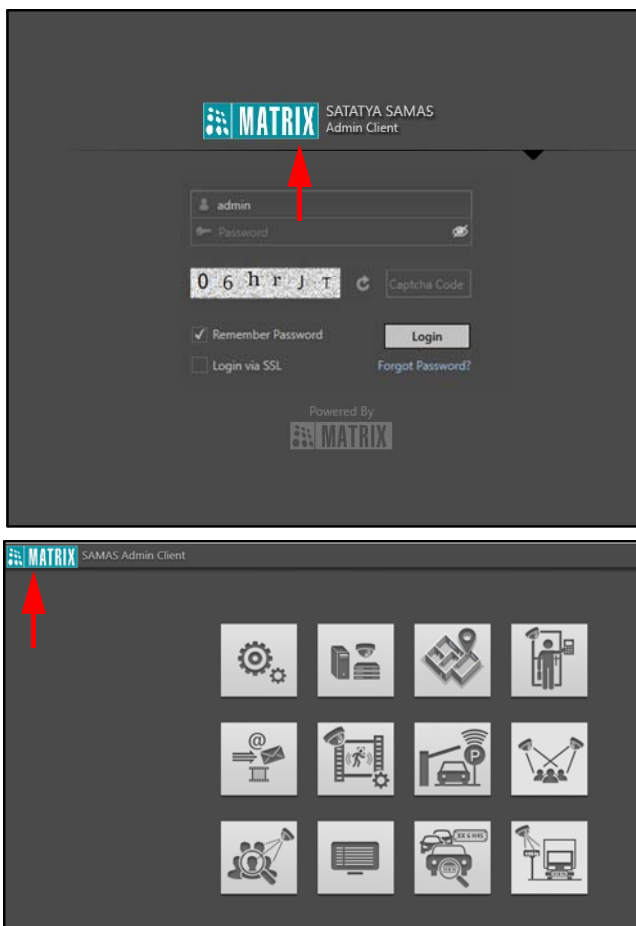 MATRIX SATATYA SAMAS
Admin Client
admin
Password
06hrJT Captcha Code
Remember Password Login
Login via SSL Forgot Password?
Powered By
MATRIX
MATRIX SAMAS Admin Client
@
P